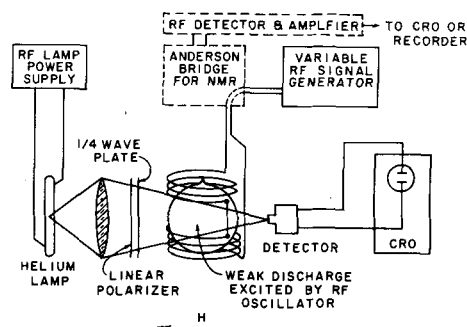 RF DETECTOR & AMPLFIER
TO CRO OR
RECORDER
RF LAMP
POWER
SUPPLY
ANDERSON
BRIDGE
FOR NMR
VARIABLE
RF SIGNAL
GENERATOR
1/4 WAVE
PLATE
HELIUM
LAMP
LINEAR
POLARIZER
WEAK DISCHARGE
EXCITED BY RF
OSCILLATOR
DETECTOR
CRO
H